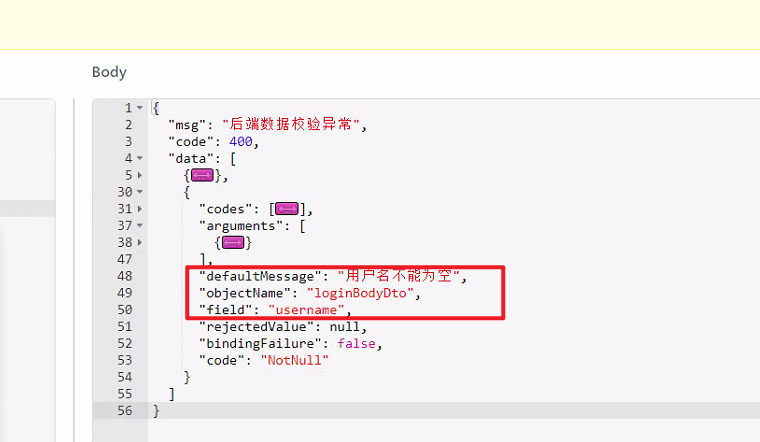 Body
1 {
2 "msg": "后端数据校验异常",
3 "code": 400,
4 "data": [
5 {},
30 {
31 "codes": [],
37 "arguments": [
38 {}
47 ],
48 "defaultMessage": "用户名不能为空",
49 "objectName": "loginBodyDto",
50 "field": "username",
51 "rejectedValue": null,
52 "bindingFailure": false,
53 "code": "NotNull"
54 }
55 ]
56 }